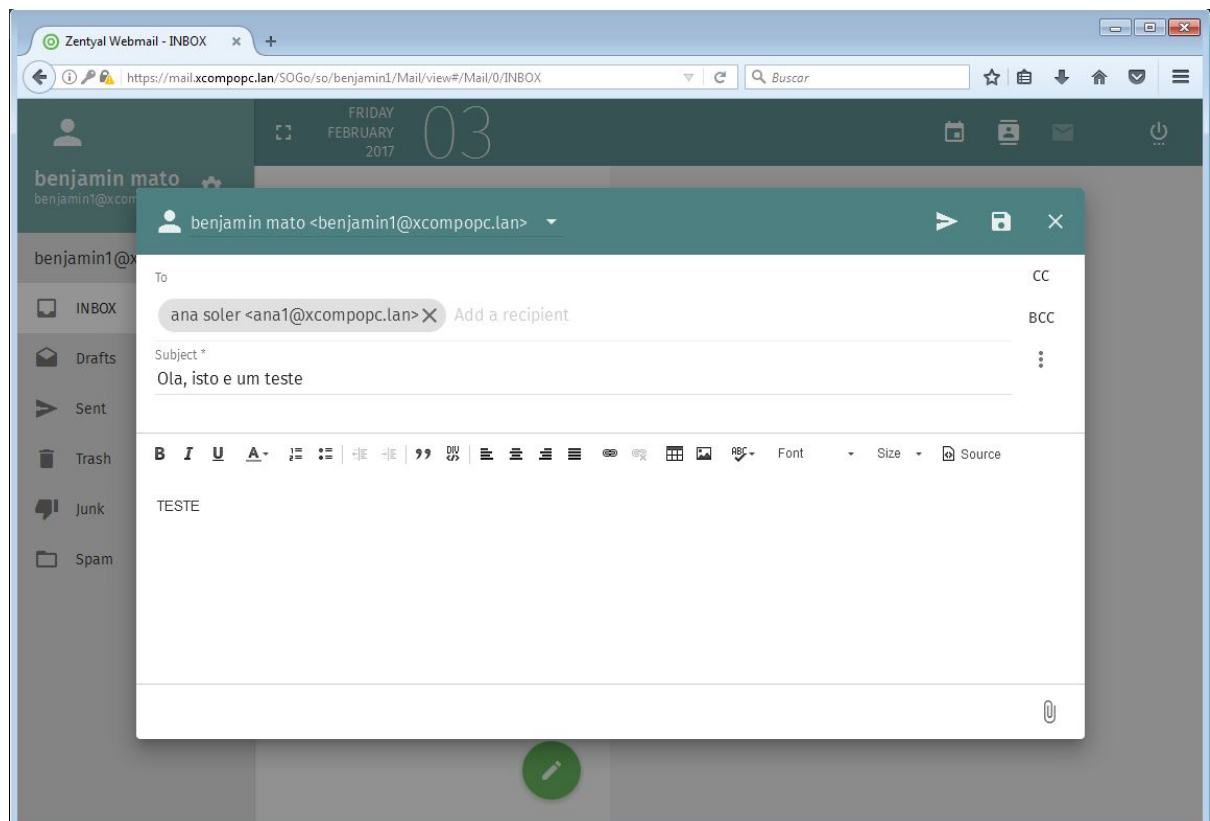 Zentyal Webmail - INBOX
https://mail.xcompopc.lan/SOGo/so/benjamin1/Mail/view#/Mail/0/INBOX
Buscar
FRIDAY
FEBRUARY
2017
03
benjamin mato
benjamin1@xcom
benjamin1@x
INBOX
Drafts
Sent
Trash
Junk
Spam
benjamin mato <benjamin1@xcompopc.lan>
To
CC
ana soler <ana1@xcompopc.lan> Add a recipient
BCC
Subject *
Ola, isto e um teste
B I U A DIV ABC Font Size Source
TESTE